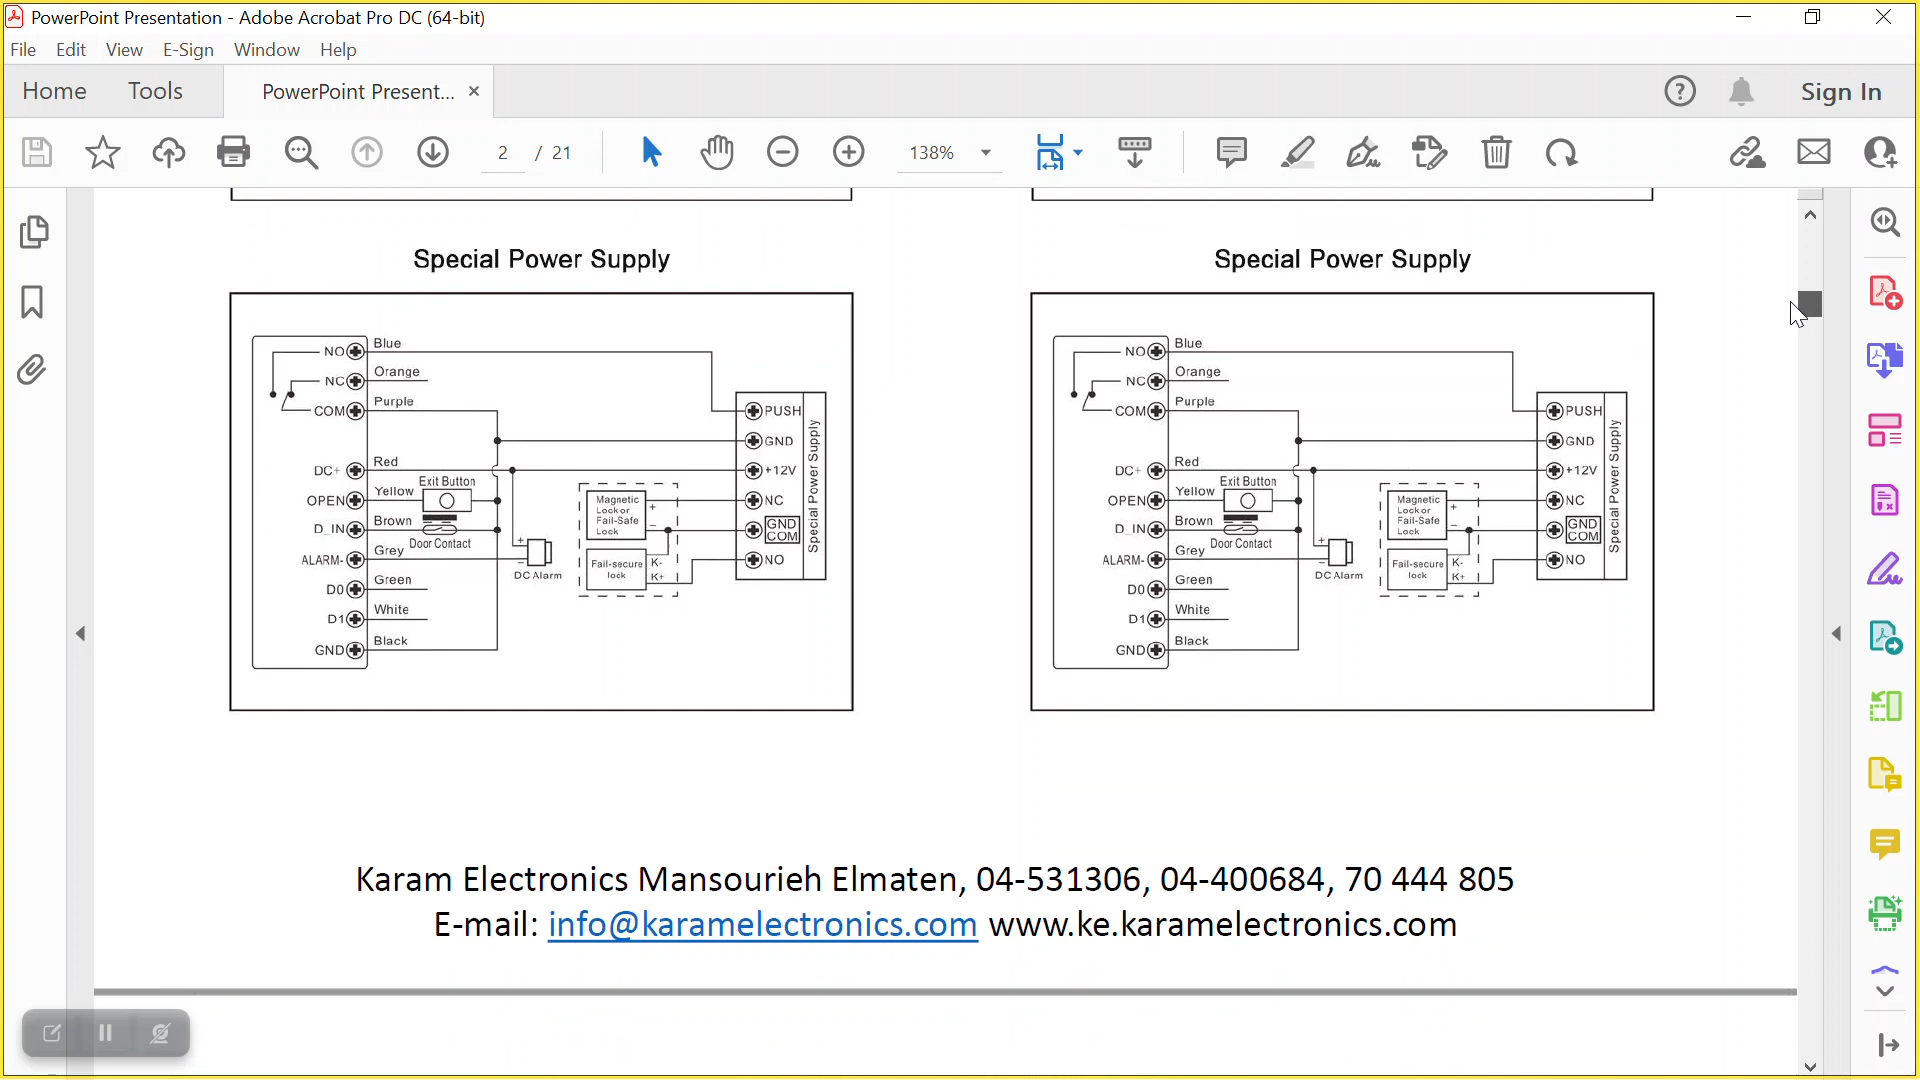 PowerPoint Presentation - Adobe Acrobat Pro DC (64-bit)
File Edit View E-Sign Window Help
Home Tools PowerPoint Present... × Sign In
2 / 21 138%
Special Power Supply Special Power Supply
NO Blue
NC Orange
COM Purple
DC+ Red
OPEN Yellow Exit Button
D_IN Brown
Door Contact
ALARM- Grey
D0 Green
D1 White
GND Black
+
−
DC Alarm
Magnetic
Lock or
Fail-Safe
Lock
+
−
Fail-secure
lock
K-
K+
PUSH
GND
+12V
NC
GND
COM
NO
Special Power Supply
NO Blue
NC Orange
COM Purple
DC+ Red
OPEN Yellow Exit Button
D_IN Brown
Door Contact
ALARM- Grey
D0 Green
D1 White
GND Black
+
−
DC Alarm
Magnetic
Lock or
Fail-Safe
Lock
+
−
Fail-secure
lock
K-
K+
PUSH
GND
+12V
NC
GND
COM
NO
Special Power Supply
Karam Electronics Mansourieh Elmaten, 04-531306, 04-400684, 70 444 805
E-mail: info@karamelectronics.com www.ke.karamelectronics.com